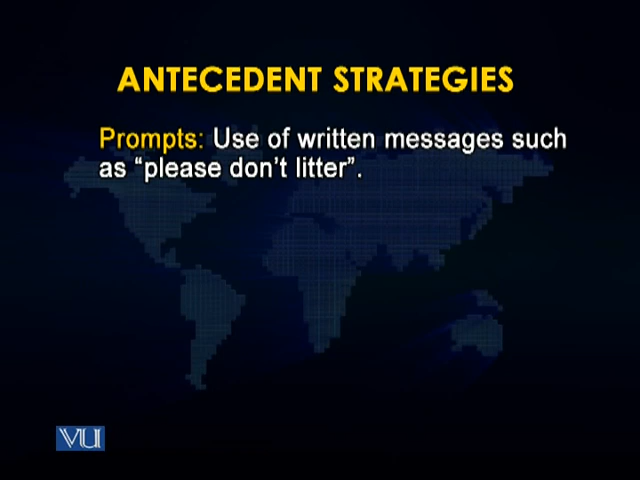 ANTECEDENT STRATEGIES
Prompts: Use of written messages such
as “please don’t litter”.
VU